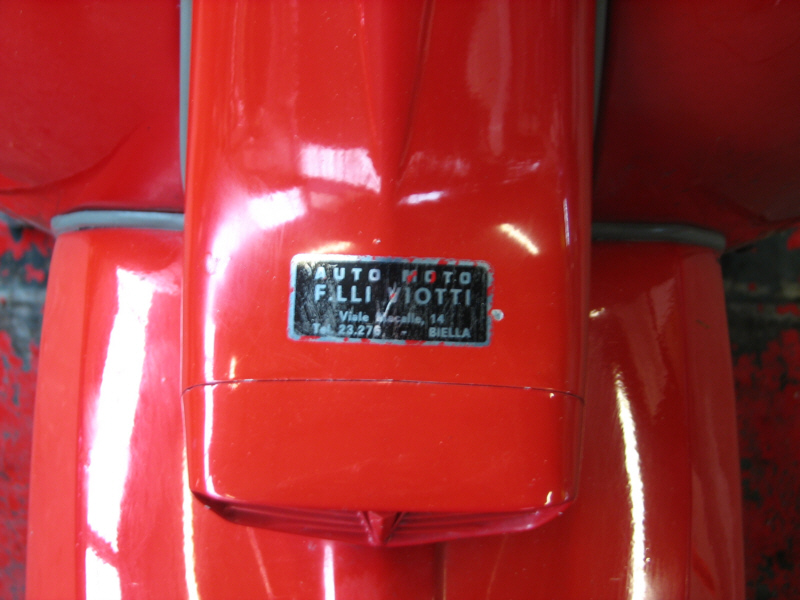 AUTO MOTO
F.LLI VIOTTI
Viale Macallè, 14
Tel. 23.276 - BIELLA